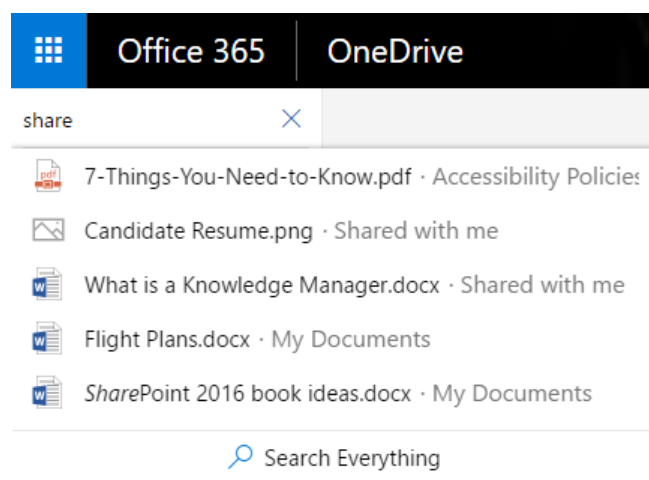 Office 365 OneDrive
share
pdf 7-Things-You-Need-to-Know.pdf · Accessibility Policies
Candidate Resume.png · Shared with me
W What is a Knowledge Manager.docx · Shared with me
W Flight Plans.docx · My Documents
W SharePoint 2016 book ideas.docx · My Documents
Search Everything